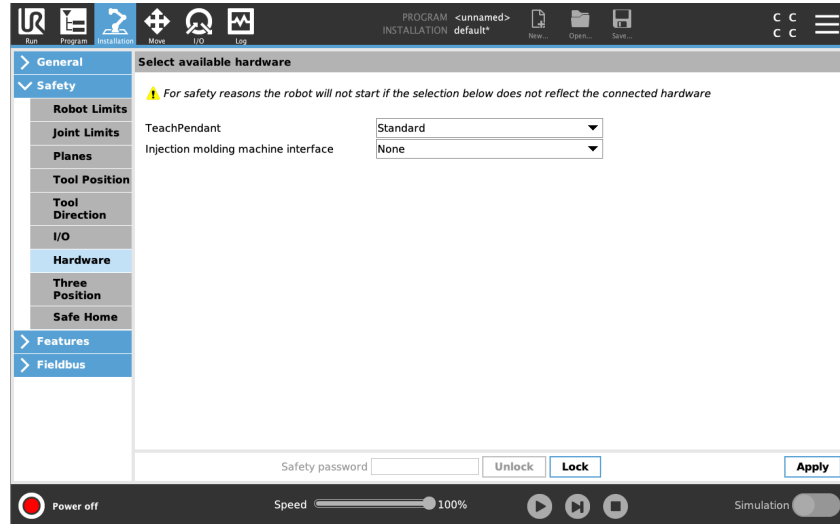 UR
PROGRAM <unnamed>
INSTALLATION default*
C C
C C
Run
Program
Installation
Move
I/O
Log
New...
Open...
Save...
General
Select available hardware
Safety
For safety reasons the robot will not start if the selection below does not reflect the connected hardware
Robot Limits
Joint Limits
TeachPendant
Standard
Injection molding machine interface
None
Planes
Tool Position
Tool
Direction
I/O
Hardware
Three
Position
Safe Home
Features
Fieldbus
Safety password
Unlock
Lock
Apply
Power off
Speed
100%
Simulation